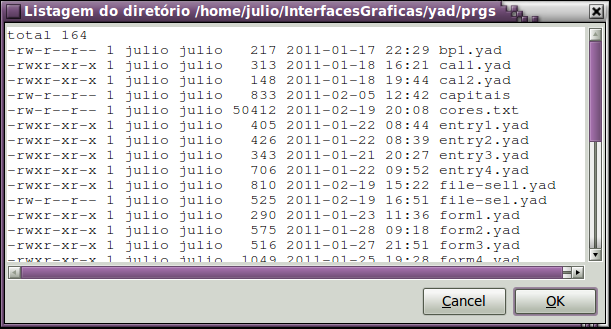 Listagem do diretório /home/julio/InterfacesGraficas/yad/prgs
total 164
-rw-r--r-- 1 julio julio   217 2011-01-17 22:29 bp1.yad
-rwxr-xr-x 1 julio julio   313 2011-01-18 16:21 cal1.yad
-rwxr-xr-x 1 julio julio   148 2011-01-18 19:44 cal2.yad
-rw-r--r-- 1 julio julio   833 2011-02-05 12:42 capitais
-rw-r--r-- 1 julio julio 50412 2011-02-19 20:08 cores.txt
-rwxr-xr-x 1 julio julio   405 2011-01-22 08:44 entry1.yad
-rwxr-xr-x 1 julio julio   426 2011-01-22 08:39 entry2.yad
-rwxr-xr-x 1 julio julio   343 2011-01-21 20:27 entry3.yad
-rwxr-xr-x 1 julio julio   706 2011-01-22 09:52 entry4.yad
-rwxr-xr-x 1 julio julio   810 2011-02-19 15:22 file-sel1.yad
-rw-r--r-- 1 julio julio   525 2011-02-19 16:51 file-sel.yad
-rwxr-xr-x 1 julio julio   290 2011-01-23 11:36 form1.yad
-rwxr-xr-x 1 julio julio   575 2011-01-28 09:18 form2.yad
-rwxr-xr-x 1 julio julio   516 2011-01-27 21:51 form3.yad
-rwxr-xr-x 1 julio julio  1049 2011-01-25 19:28 form4.yad
Cancel OK